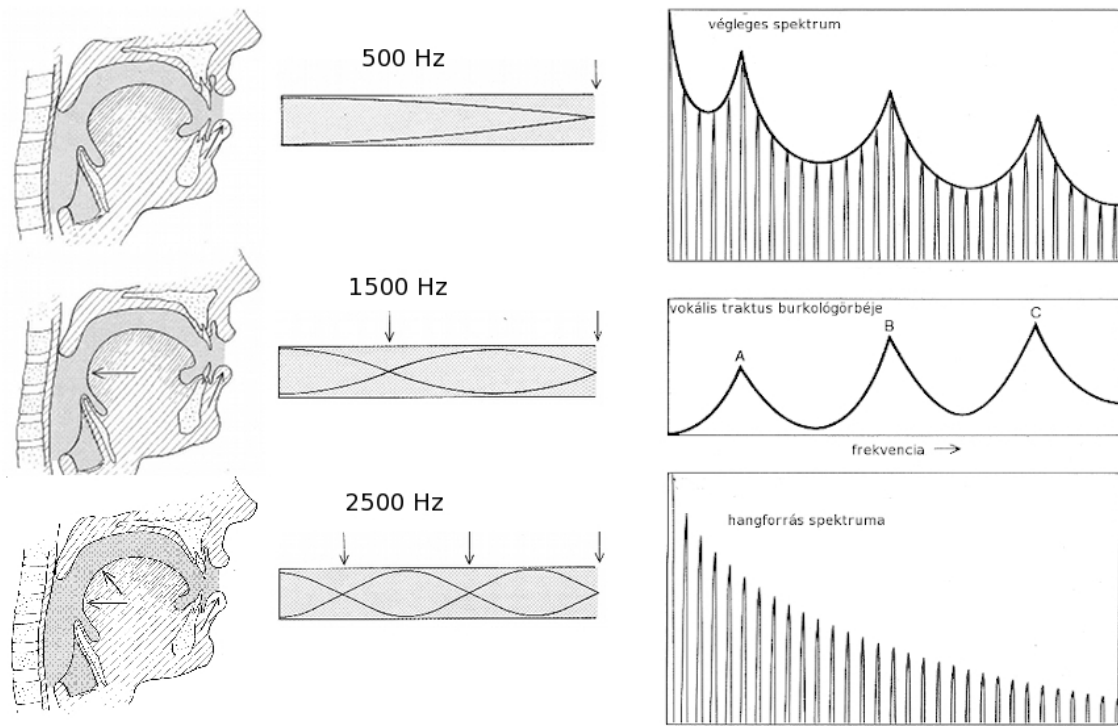 500 Hz
1500 Hz
2500 Hz
végleges spektrum
vokális traktus burkológörbéje
A
B
C
frekvencia
hangforrás spektruma